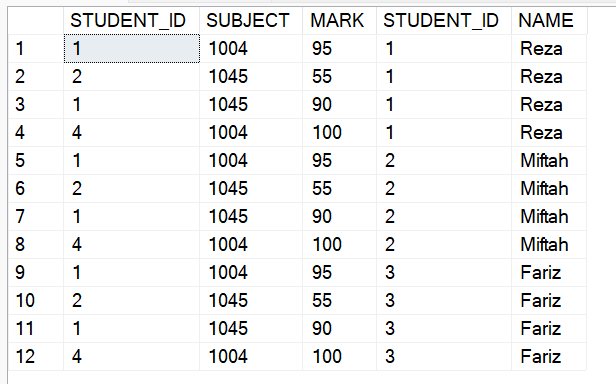 STUDENT_ID SUBJECT MARK STUDENT_ID NAME
1 1 1004 95 1 Reza
2 2 1045 55 1 Reza
3 1 1045 90 1 Reza
4 4 1004 100 1 Reza
5 1 1004 95 2 Miftah
6 2 1045 55 2 Miftah
7 1 1045 90 2 Miftah
8 4 1004 100 2 Miftah
9 1 1004 95 3 Fariz
10 2 1045 55 3 Fariz
11 1 1045 90 3 Fariz
12 4 1004 100 3 Fariz